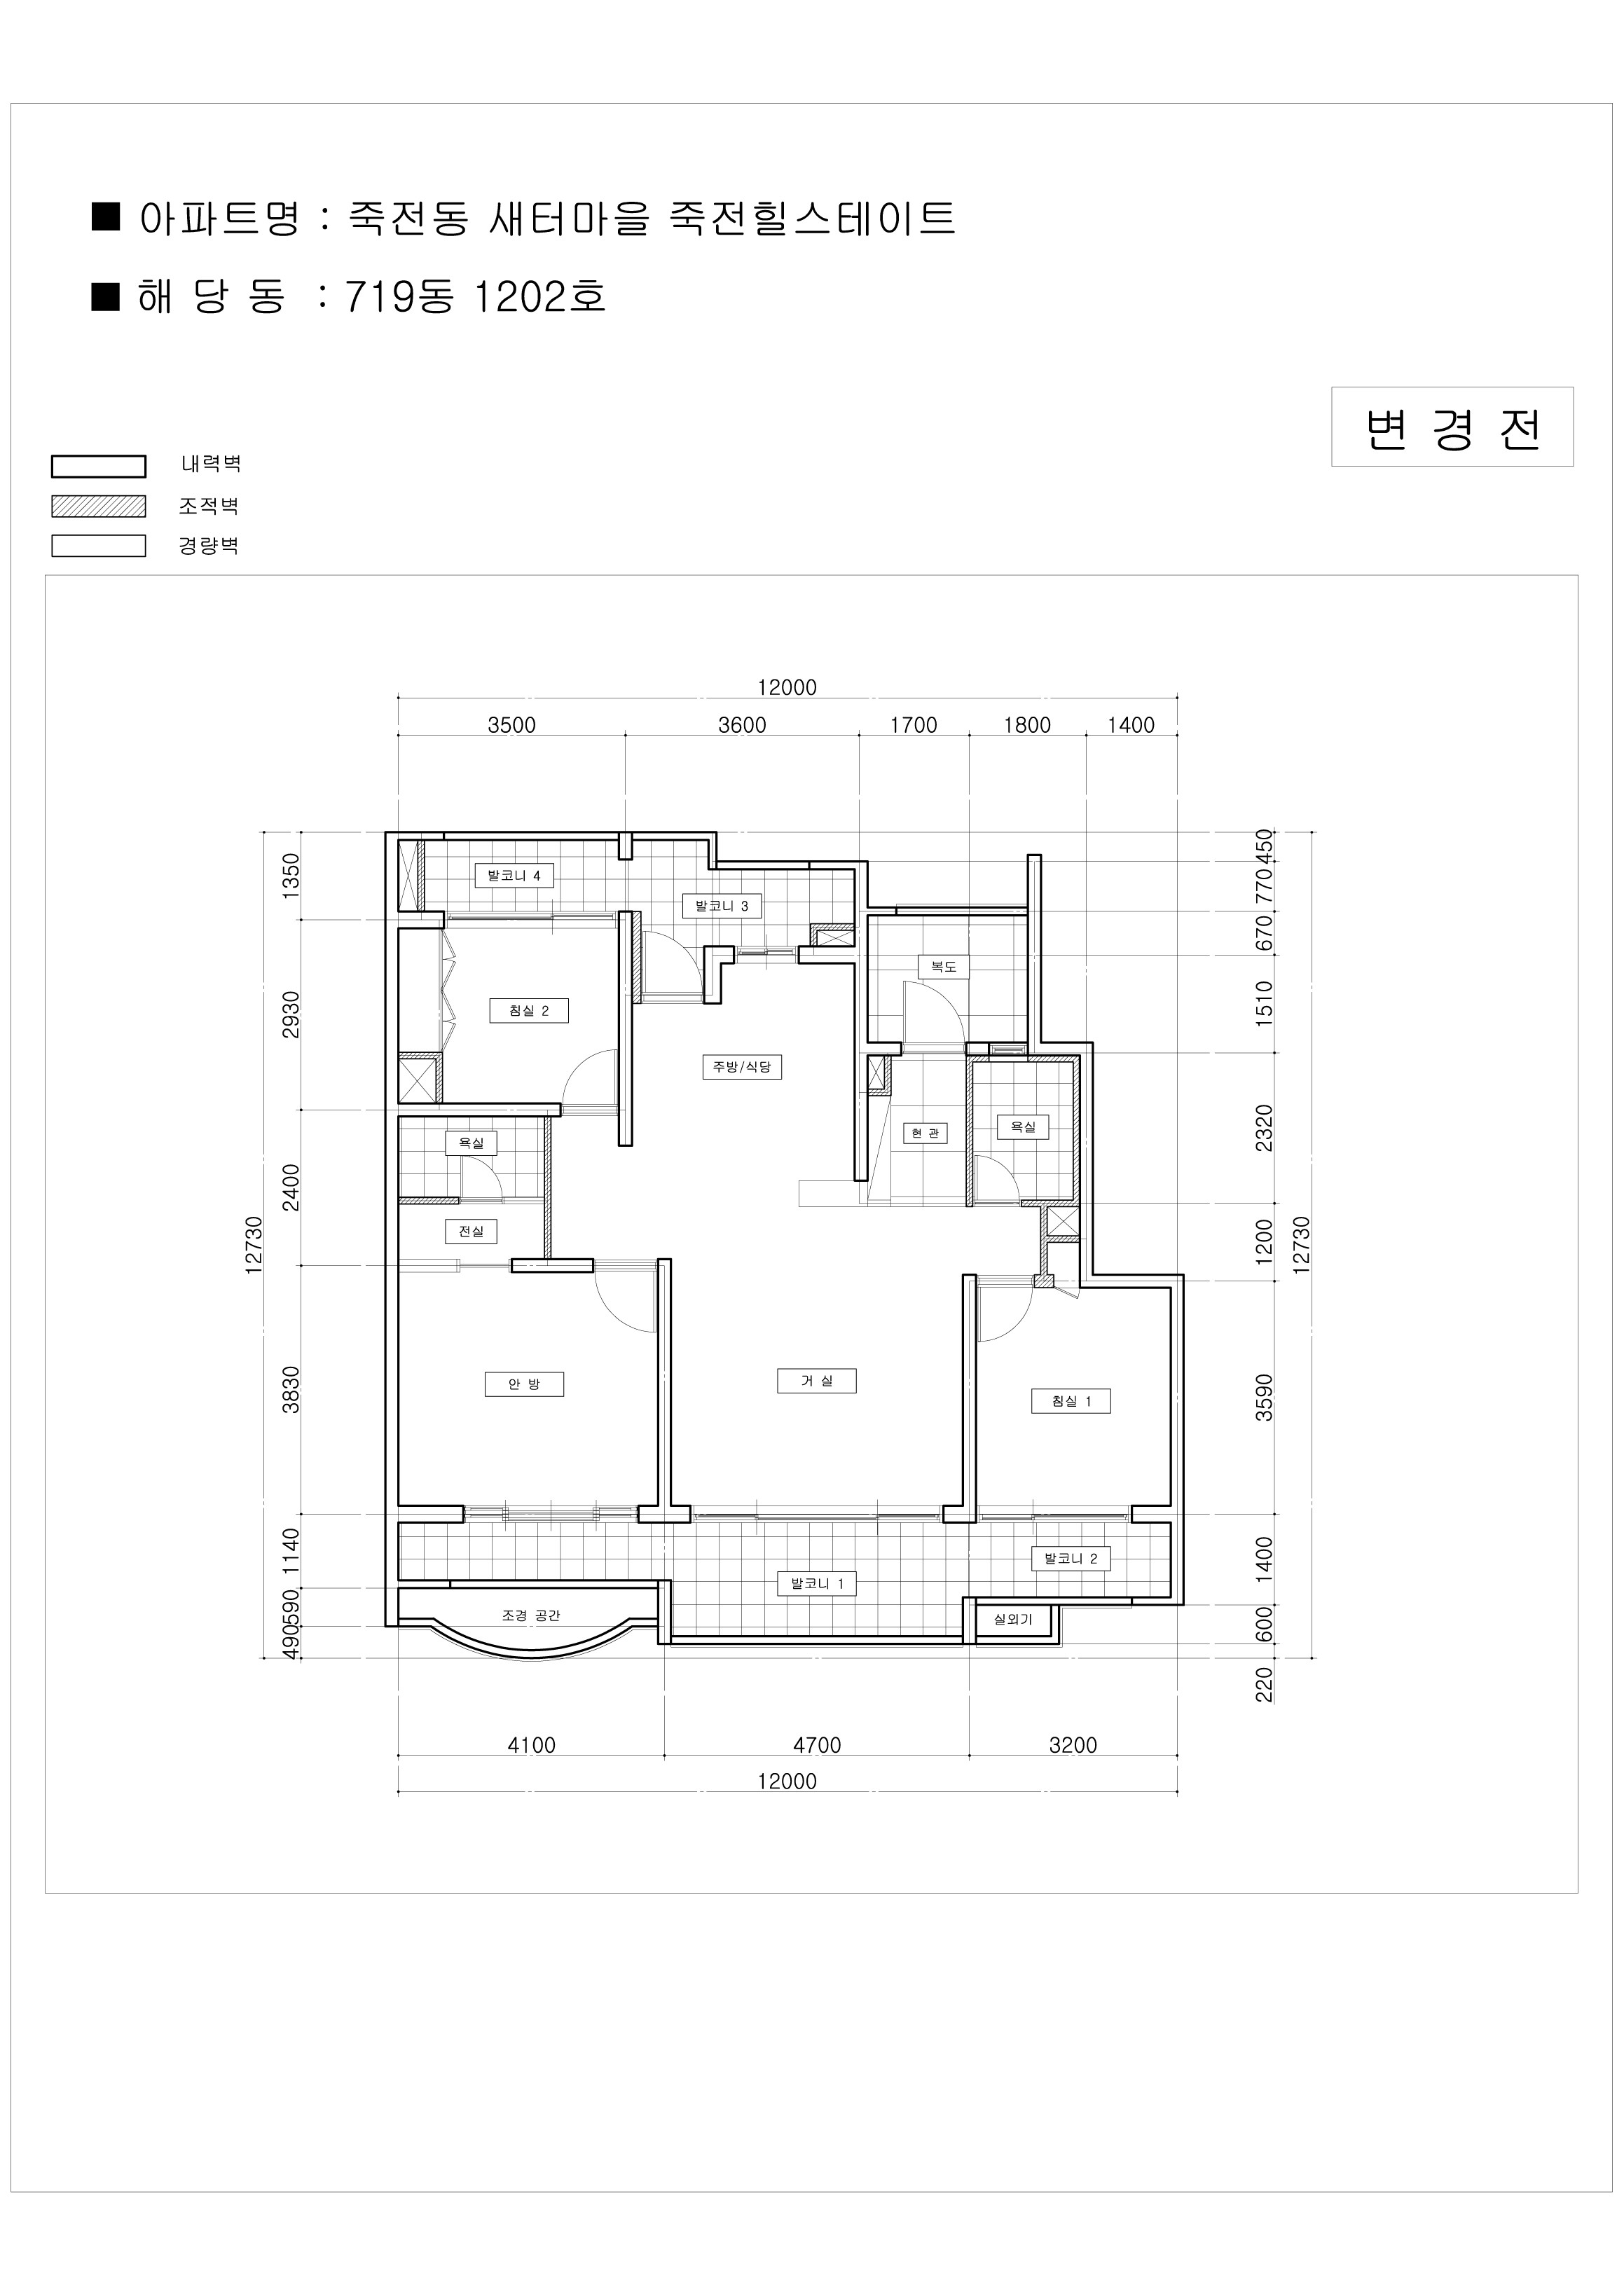 ■ 아파트명 : 죽전동 새터마을 죽전힐스테이트
■ 해 당 동 : 719동 1202호
변 경 전
내력벽
조적벽
경량벽
12000
3500 3600 1700 1800 1400
12730
1350
2930
2400
3830
1140
590
490
발코니 4
발코니 3
복도
침실 2
주방/식당
현 관
욕실
욕실
전실
안 방
거 실
침실 1
발코니 2
발코니 1
조경 공간
실외기
450
770
670
1510
2320
1200
3590
1400
600
220
12730
4100 4700 3200
12000